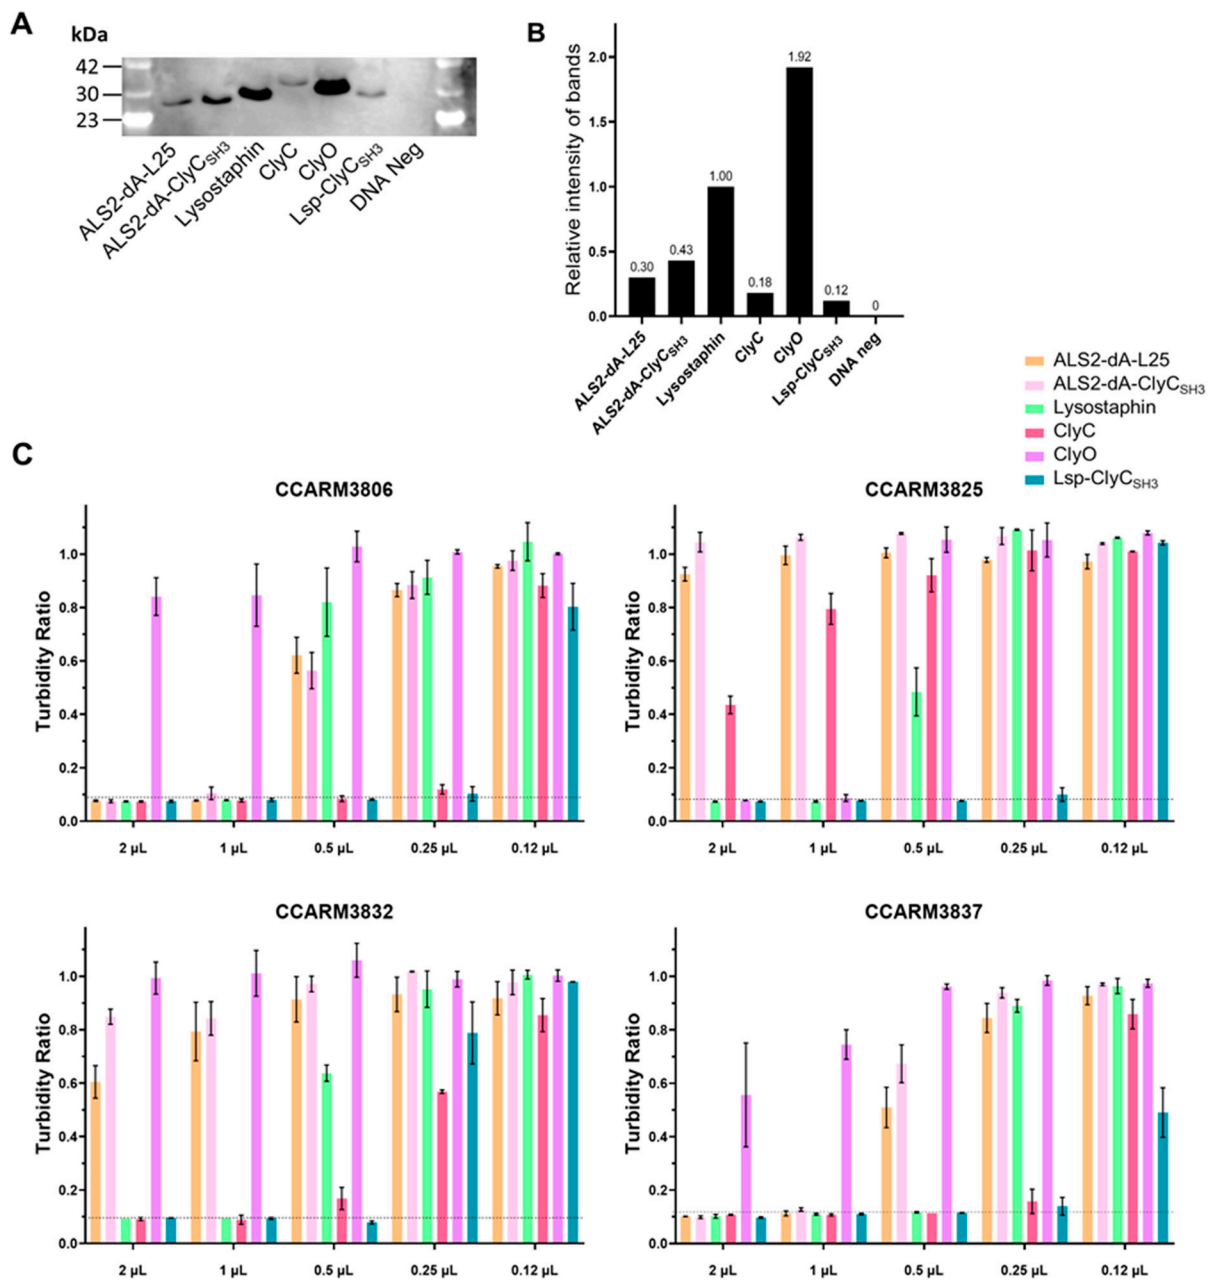 A
kDa
42
30
23
ALS2-dA-L25
ALS2-dA-ClyCSH3
Lysostaphin
ClyC
ClyO
Lsp-ClyCSH3
DNA Neg
B
Relative intensity of bands
2.0
1.5
1.0
0.5
0.0
0.30
0.43
1.00
0.18
1.92
0.12
0
ALS2-dA-L25
ALS2-dA-ClyCSH3
Lysostaphin
ClyC
ClyO
Lsp-ClyCSH3
DNA neg
ALS2-dA-L25
ALS2-dA-ClyCSH3
Lysostaphin
ClyC
ClyO
Lsp-ClyCSH3
C
CCARM3806
Turbidity Ratio
1.0
0.8
0.6
0.4
0.2
0.0
2 µL 1 µL 0.5 µL 0.25 µL 0.12 µL
CCARM3825
Turbidity Ratio
1.0
0.8
0.6
0.4
0.2
0.0
2 µL 1 µL 0.5 µL 0.25 µL 0.12 µL
CCARM3832
Turbidity Ratio
1.0
0.8
0.6
0.4
0.2
0.0
2 µL 1 µL 0.5 µL 0.25 µL 0.12 µL
CCARM3837
Turbidity Ratio
1.0
0.8
0.6
0.4
0.2
0.0
2 µL 1 µL 0.5 µL 0.25 µL 0.12 µL